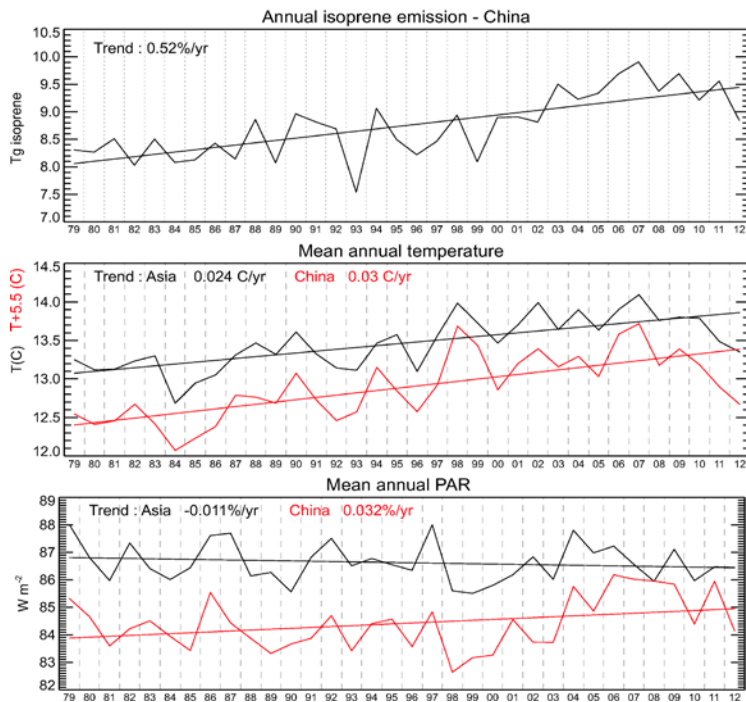 Annual isoprene emission - China
Trend : 0.52%/yr
Tg isoprene
10.5
10.0
9.5
9.0
8.5
8.0
7.5
7.0
79 80 81 82 83 84 85 86 87 88 89 90 91 92 93 94 95 96 97 98 99 00 01 02 03 04 05 06 07 08 09 10 11 12
Mean annual temperature
Trend : Asia 0.024 C/yr China 0.03 C/yr
T+5.5 (C)
T(C)
14.5
14.0
13.5
13.0
12.5
12.0
79 80 81 82 83 84 85 86 87 88 89 90 91 92 93 94 95 96 97 98 99 00 01 02 03 04 05 06 07 08 09 10 11 12
Mean annual PAR
Trend : Asia -0.011%/yr China 0.032%/yr
W m⁻²
89
88
87
86
85
84
83
82
79 80 81 82 83 84 85 86 87 88 89 90 91 92 93 94 95 96 97 98 99 00 01 02 03 04 05 06 07 08 09 10 11 12